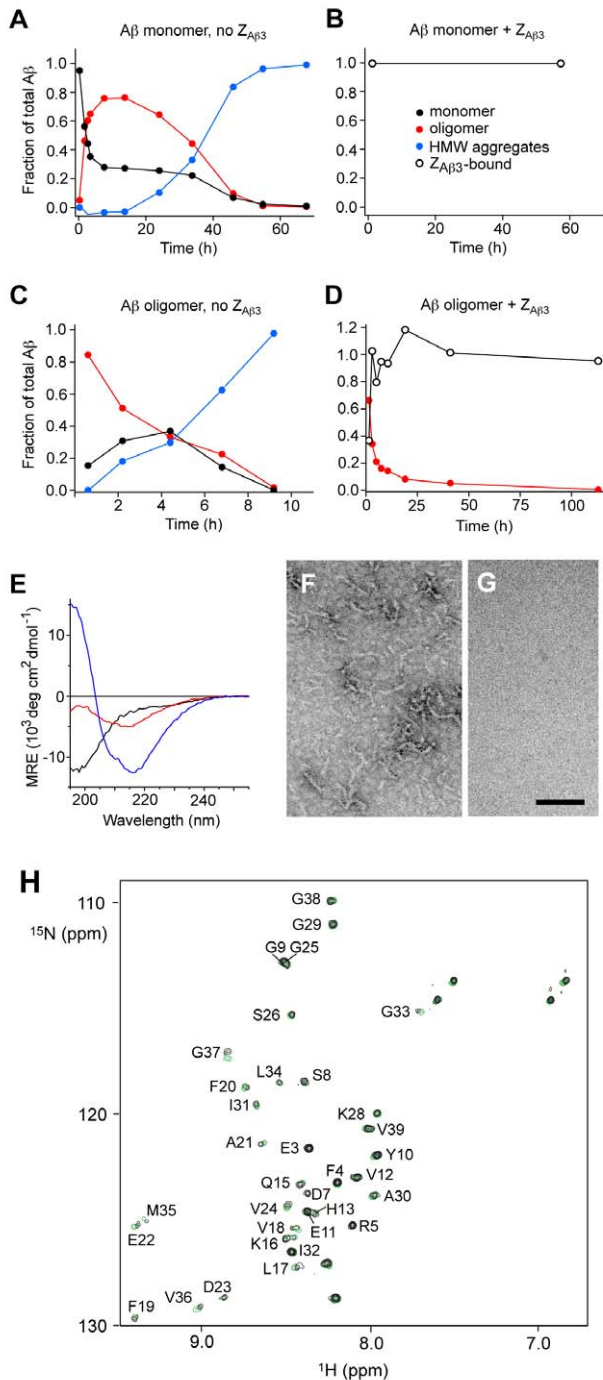 A
Aβ monomer, no Z_Aβ3
B
Aβ monomer + Z_Aβ3
Fraction of total Aβ
1.0
0.8
0.6
0.4
0.2
0.0
0
20
40
60
Time (h)
1.0
0.8
0.6
0.4
0.2
0.0
monomer
oligomer
HMW aggregates
Z_Aβ3-bound
0
20
40
60
Time (h)
C
Aβ oligomer, no Z_Aβ3
D
Aβ oligomer + Z_Aβ3
Fraction of total Aβ
1.0
0.8
0.6
0.4
0.2
0.0
2
4
6
8
10
Time (h)
1.2
1.0
0.8
0.6
0.4
0.2
0.0
0
50
100
Time (h)
E
MRE (10³ deg cm² dmol⁻¹)
10
0
-10
200
220
240
Wavelength (nm)
F
G
H
¹⁵N (ppm)
110
120
130
G38
G29
G9 G25
S26
G33
G37
L34
S8
F20
I31
K28
V39
A21
E3
Y10
F4
V12
Q15
D7
A30
M35
V24
H13
E22
V18
E11
R5
K16
I32
L17
V36
D23
F19
9.0
8.0
7.0
¹H (ppm)